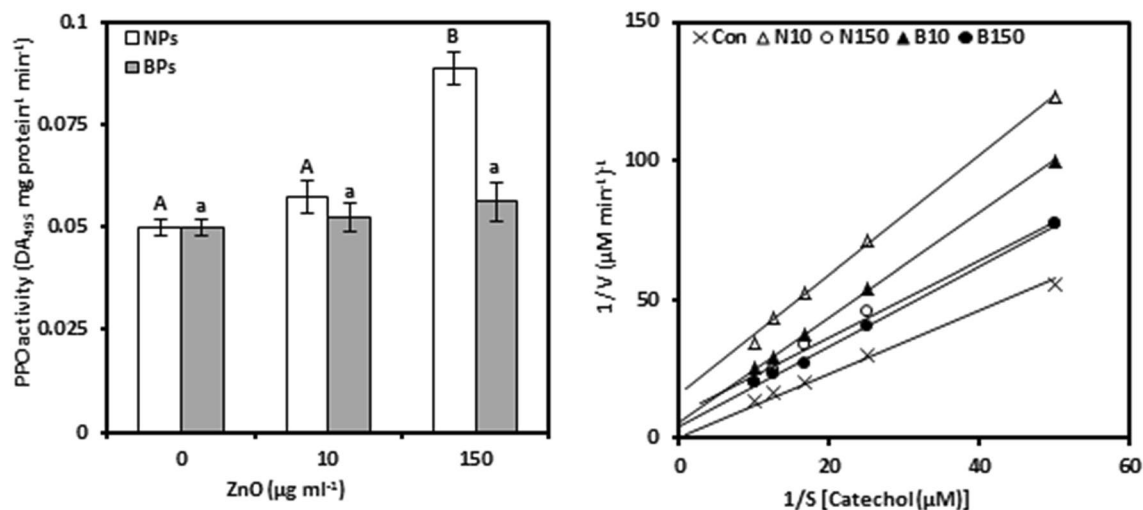 0.1
0.075
0.05
0.025
0
PPO activity (DA₄₉₅ mg protein⁻¹ min⁻¹)
NPs
BPs
A
a
A
a
B
a
0 10 150
ZnO (µg ml⁻¹)
150
100
50
0
1/V (µM min⁻¹)⁻¹
Con N10 N150 B10 B150
0 20 40 60
1/S [Catechol (µM)]